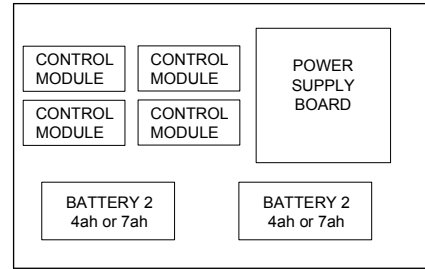 CONTROL
MODULE
CONTROL
MODULE
POWER
SUPPLY
BOARD
CONTROL
MODULE
CONTROL
MODULE
BATTERY 2
4ah or 7ah
BATTERY 2
4ah or 7ah